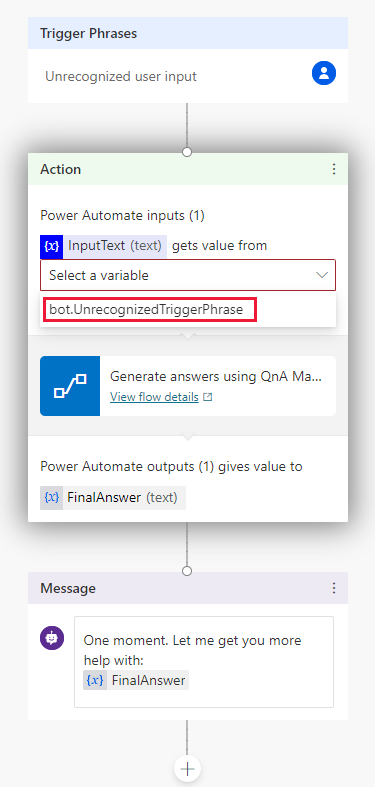 Trigger Phrases
Unrecognized user input
Action
Power Automate inputs (1)
{x} InputText (text) gets value from
Select a variable
bot.UnrecognizedTriggerPhrase
Generate answers using QnA Ma...
View flow details
Power Automate outputs (1) gives value to
{x} FinalAnswer (text)
Message
One moment. Let me get you more
help with:
{x} FinalAnswer